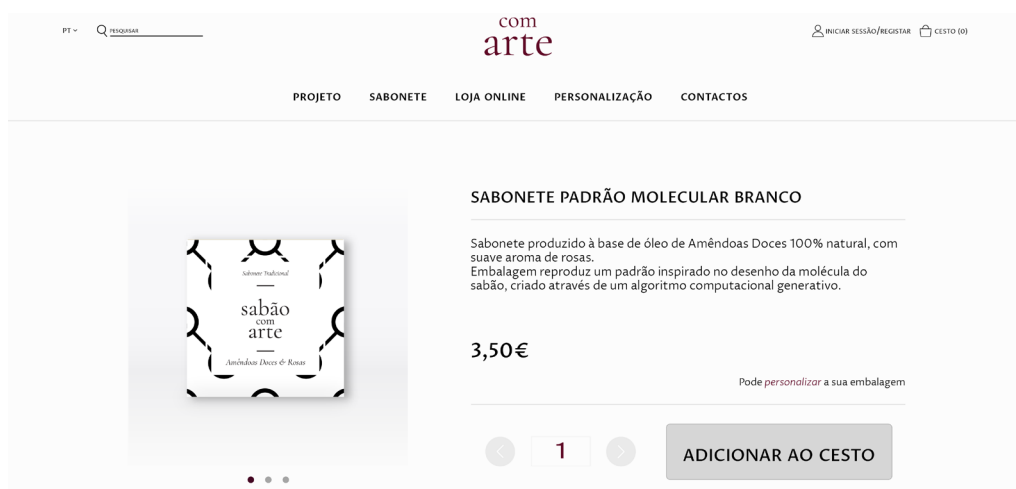 PT
PESQUISAR
com
arte
INICIAR SESSÃO/REGISTAR
CESTO (0)
PROJETO SABONETE LOJA ONLINE PERSONALIZAÇÃO CONTACTOS
Sabonete Tradicional
sabão
com
arte
Amêndoas Doces & Rosas
SABONETE PADRÃO MOLECULAR BRANCO
Sabonete produzido à base de óleo de Amêndoas Doces 100% natural, com
suave aroma de rosas.
Embalagem reproduz um padrão inspirado no desenho da molécula do
sabão, criado através de um algoritmo computacional generativo.
3,50€
Pode personalizar a sua embalagem
1
ADICIONAR AO CESTO